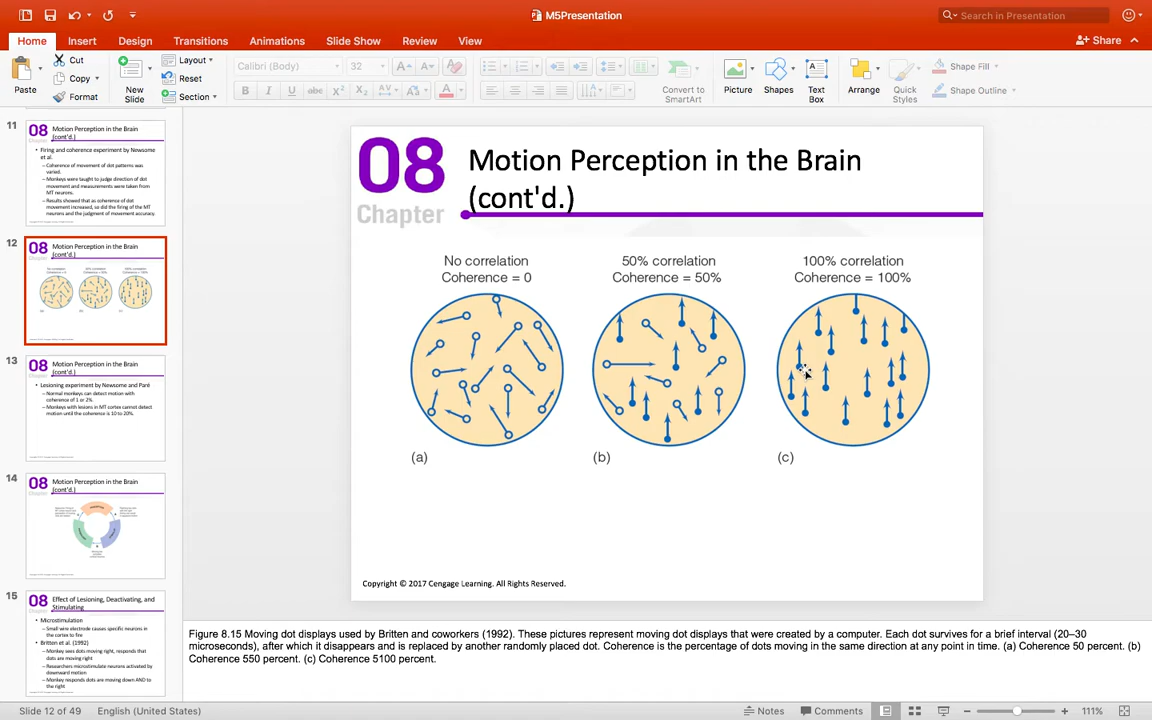 M5Presentation
Search in Presentation
Home Insert Design Transitions Animations Slide Show Review View
Share
Paste
Cut
Copy
Format
New Slide
Layout
Reset
Section
Calibri (Body) 32
B I U abc X² X₂ AV Aa A
Convert to SmartArt
Picture
Shapes
Text Box
Arrange
Quick Styles
Shape Fill
Shape Outline
11
08 Motion Perception in the Brain
(cont'd.)
• Firing and coherence experiment by Newsome
et al.
– Coherence of movement of dot patterns was
varied.
– Monkeys were taught to judge direction of dot
movement and measurements were taken from
MT neurons.
– Results showed that as coherence of dot
movement increased, so did the firing of the MT
neurons and the judgment of movement accuracy.
12
08 Motion Perception in the Brain
(cont'd.)
13
08 Motion Perception in the Brain
(cont'd.)
• Lesioning experiment by Newsome and Paré
– Normal monkeys can detect motion with
coherence of 1 or 2%.
– Monkeys with lesions in MT cortex cannot detect
motion until the coherence is 10 to 20%.
14
08 Motion Perception in the Brain
(cont'd.)
15
08 Effect of Lesioning, Deactivating, and
Stimulating
• Microstimulation
– Small wire electrode causes specific neurons in
the cortex to fire
• Britten et al. (1992)
– Monkey sees dots moving right, responds that
dots are moving right
– Researchers microstimulate neurons activated by
downward motion
– Monkey responds dots are moving down AND to
the right
08
Chapter
Motion Perception in the Brain
(cont'd.)
No correlation
Coherence = 0
50% correlation
Coherence = 50%
100% correlation
Coherence = 100%
(a)
(b)
(c)
Copyright © 2017 Cengage Learning. All Rights Reserved.
Figure 8.15 Moving dot displays used by Britten and coworkers (1992). These pictures represent moving dot displays that were created by a computer. Each dot survives for a brief interval (20–30
microseconds), after which it disappears and is replaced by another randomly placed dot. Coherence is the percentage of dots moving in the same direction at any point in time. (a) Coherence 50 percent. (b)
Coherence 550 percent. (c) Coherence 5100 percent.
Slide 12 of 49 English (United States)
Notes Comments 111%